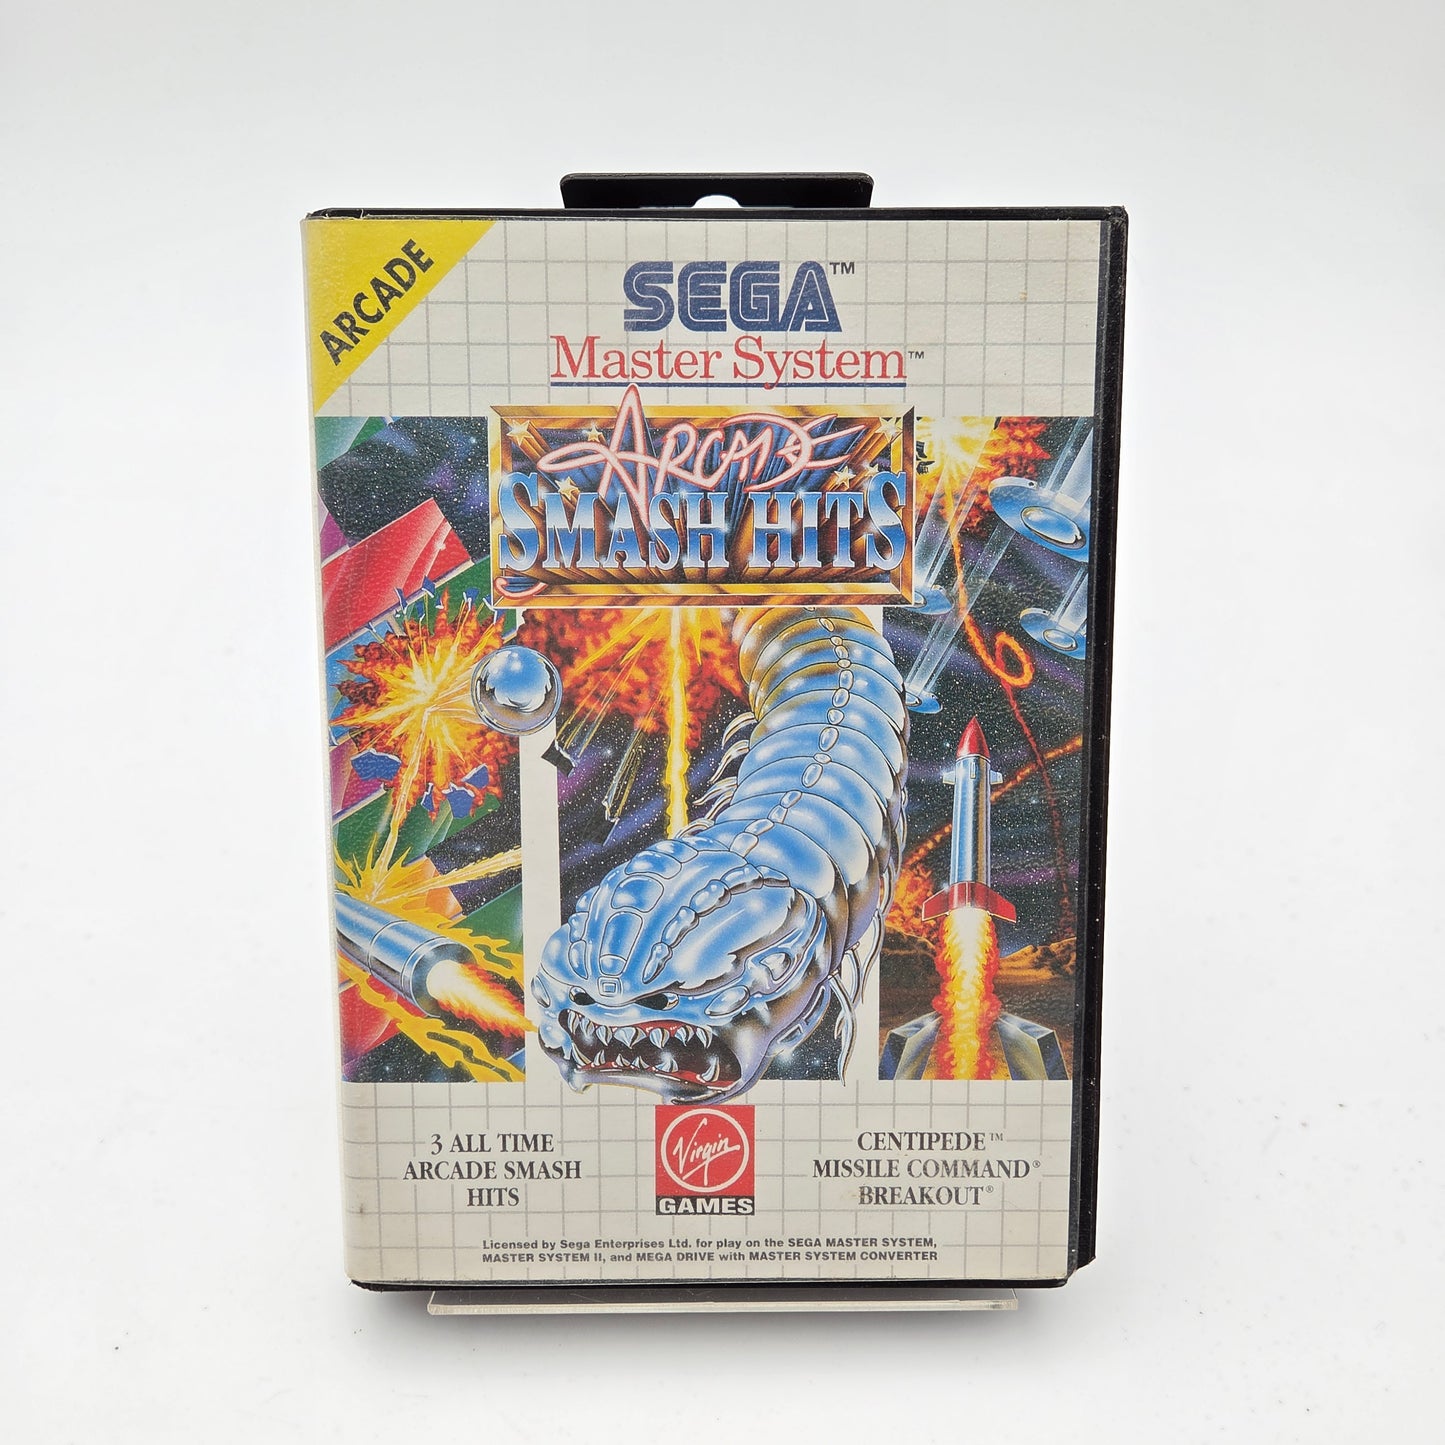 ARCADE
SEGA™
Master System™
ARCADE
SMASH HITS
3 ALL TIME
ARCADE SMASH
HITS
Virgin
GAMES
CENTIPEDE™
MISSILE COMMAND®
BREAKOUT®
Licensed by Sega Enterprises Ltd. for play on the SEGA MASTER SYSTEM,
MASTER SYSTEM II, and MEGA DRIVE with MASTER SYSTEM CONVERTER